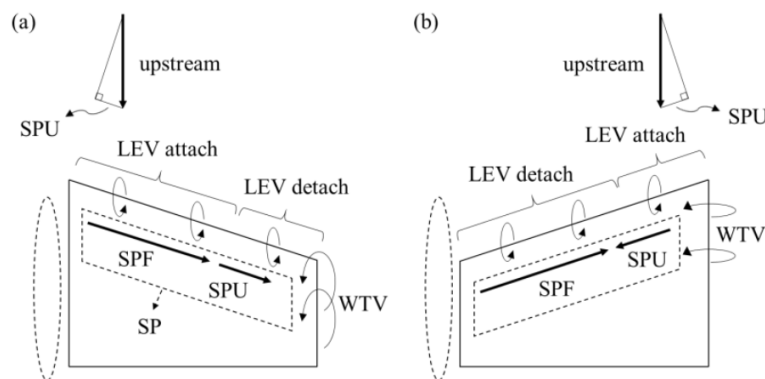 (a)
upstream
SPU
LEV attach
LEV detach
SPF
SPU
SP
WTV
(b)
upstream
SPU
LEV attach
LEV detach
SPU
SPF
WTV